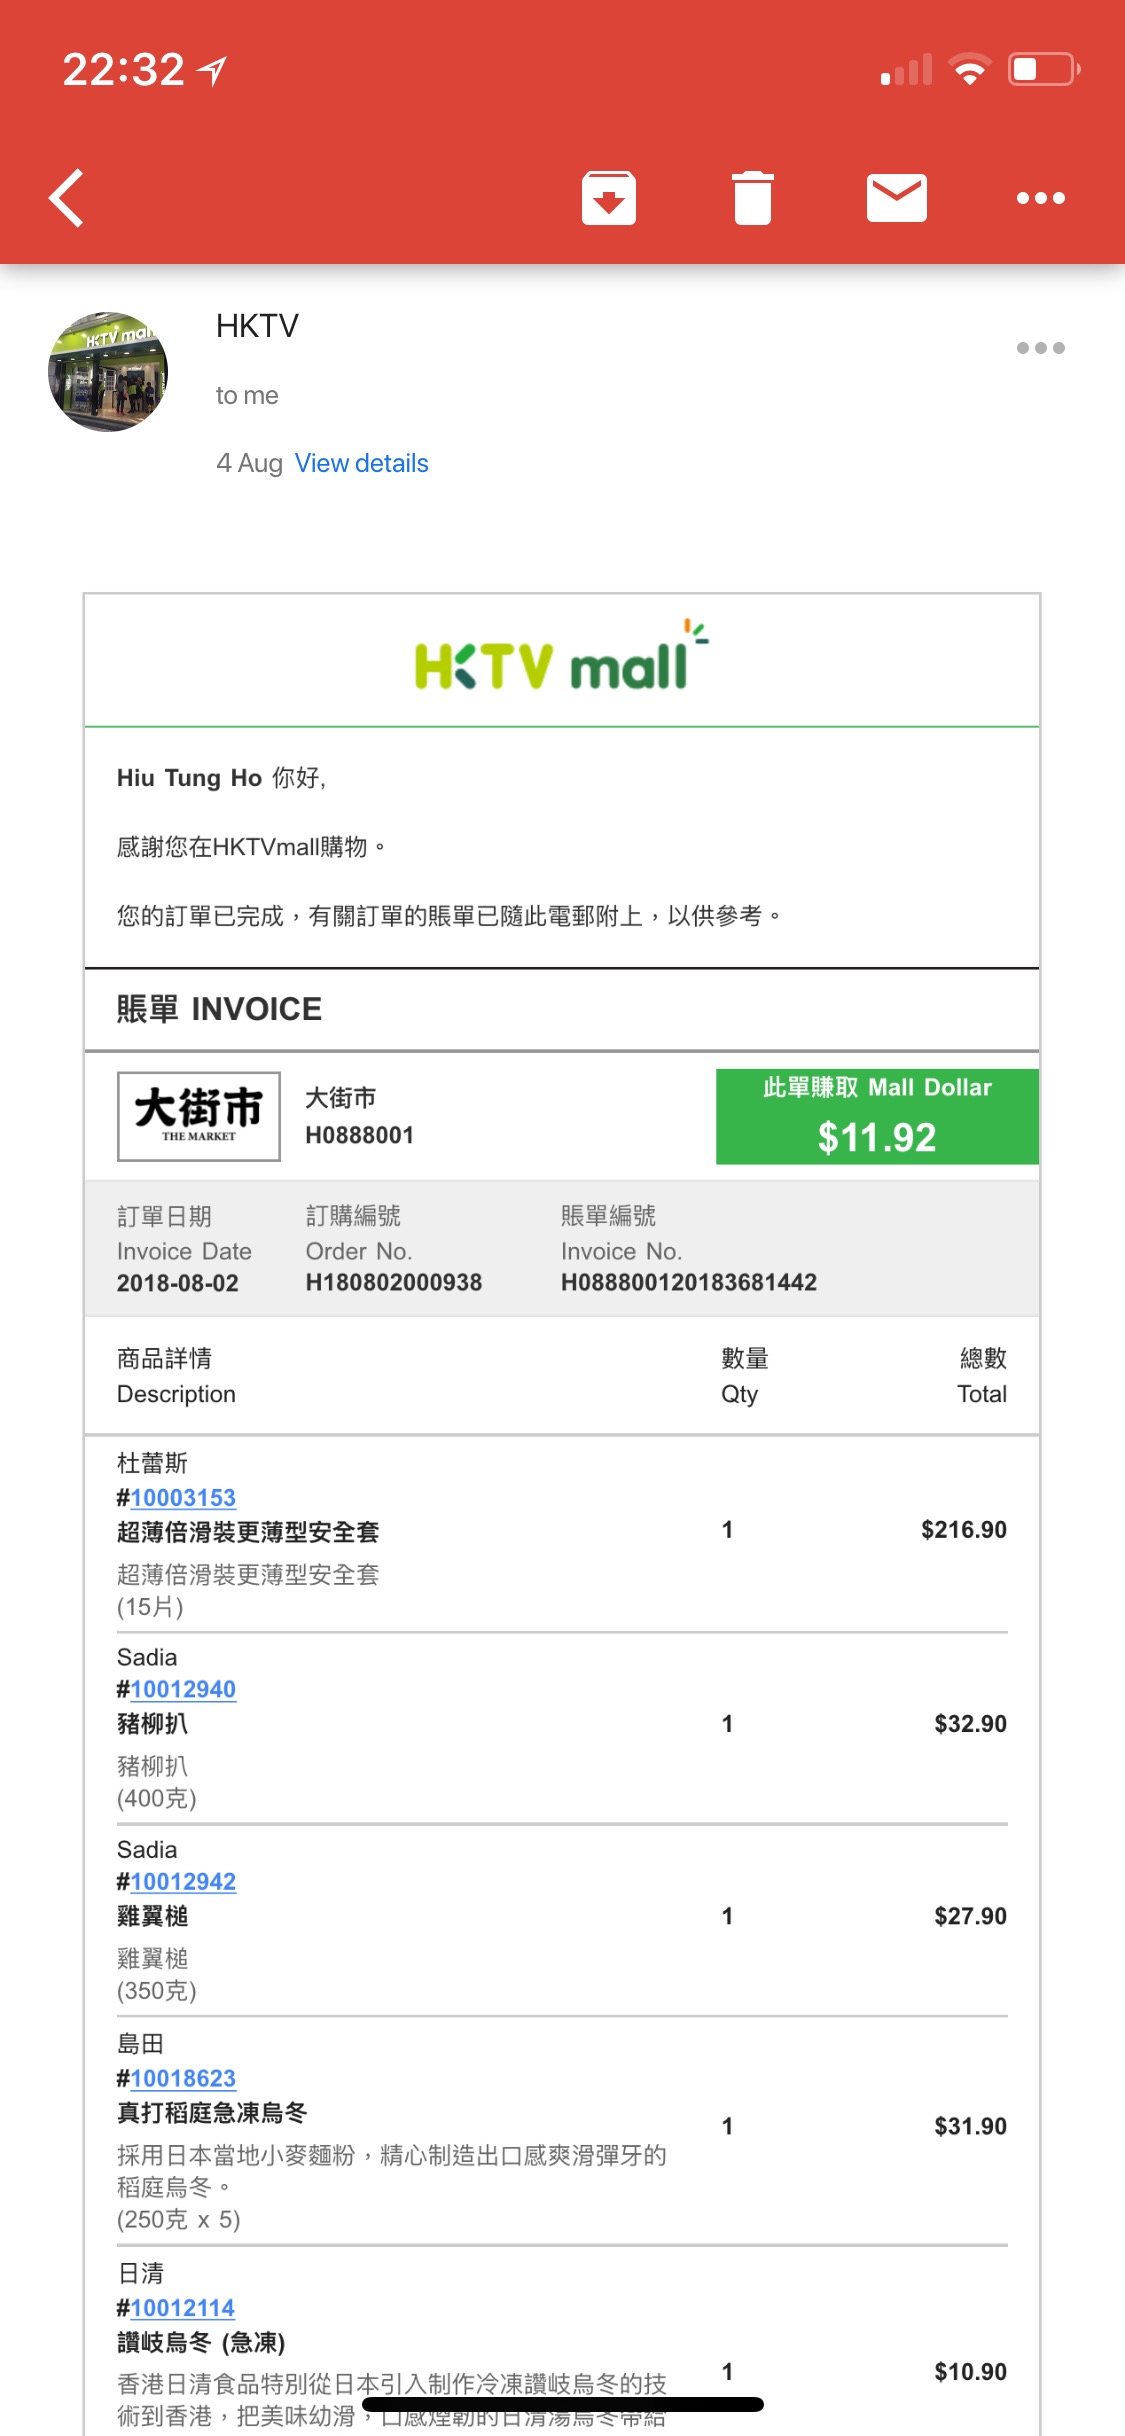 22:32
HKTV
to me
4 Aug View details
HKTV mall
Hiu Tung Ho 你好,
感謝您在HKTVmall購物。
您的訂單已完成，有關訂單的賬單已隨此電郵附上，以供參考。
賬單 INVOICE
大街市
THE MARKET
大街市
H0888001
此單賺取 Mall Dollar
$11.92
訂單日期 訂購編號 賬單編號
Invoice Date Order No. Invoice No.
2018-08-02 H180802000938 H088800120183681442
商品詳情 數量 總數
Description Qty Total
杜蕾斯
#10003153
超薄倍滑裝更薄型安全套 1 $216.90
超薄倍滑裝更薄型安全套
(15片)
Sadia
#10012940
豬柳扒 1 $32.90
豬柳扒
(400克)
Sadia
#10012942
雞翼槌 1 $27.90
雞翼槌
(350克)
島田
#10018623
真打稻庭急凍烏冬 1 $31.90
採用日本當地小麥麵粉，精心制造出口感爽滑彈牙的
稻庭烏冬。
(250克 x 5)
日清
#10012114
讚岐烏冬 (急凍)
香港日清食品特別從日本引入制作冷凍讚岐烏冬的技 1 $10.90
術到香港，把美味幼滑，口感煙韌的日清湯烏冬帶給